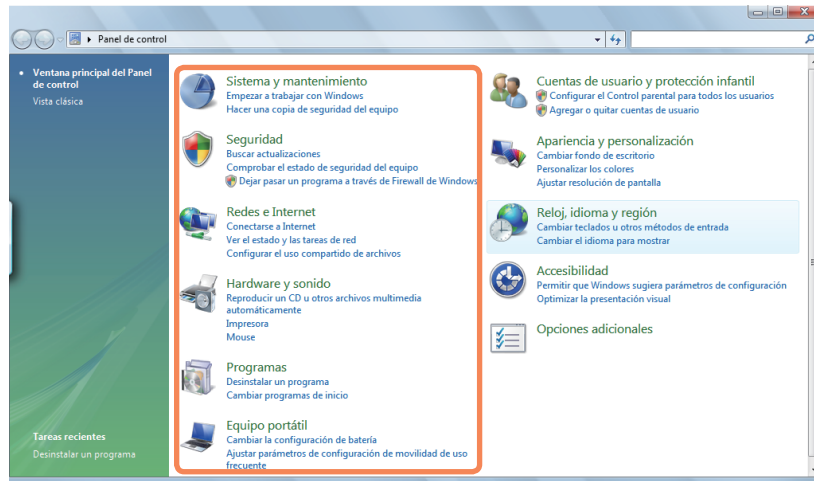 Panel de control
Ventana principal del Panel
de control
Vista clásica
Sistema y mantenimiento
Empezar a trabajar con Windows
Hacer una copia de seguridad del equipo
Seguridad
Buscar actualizaciones
Comprobar el estado de seguridad del equipo
Dejar pasar un programa a través de Firewall de Windows
Redes e Internet
Conectarse a Internet
Ver el estado y las tareas de red
Configurar el uso compartido de archivos
Hardware y sonido
Reproducir un CD u otros archivos multimedia
automáticamente
Impresora
Mouse
Programas
Desinstalar un programa
Cambiar programas de inicio
Equipo portátil
Cambiar la configuración de batería
Ajustar parámetros de configuración de movilidad de uso
frecuente
Cuentas de usuario y protección infantil
Configurar el Control parental para todos los usuarios
Agregar o quitar cuentas de usuario
Apariencia y personalización
Cambiar fondo de escritorio
Personalizar los colores
Ajustar resolución de pantalla
Reloj, idioma y región
Cambiar teclados u otros métodos de entrada
Cambiar el idioma para mostrar
Accesibilidad
Permitir que Windows sugiera parámetros de configuración
Optimizar la presentación visual
Opciones adicionales
Tareas recientes
Desinstalar un programa